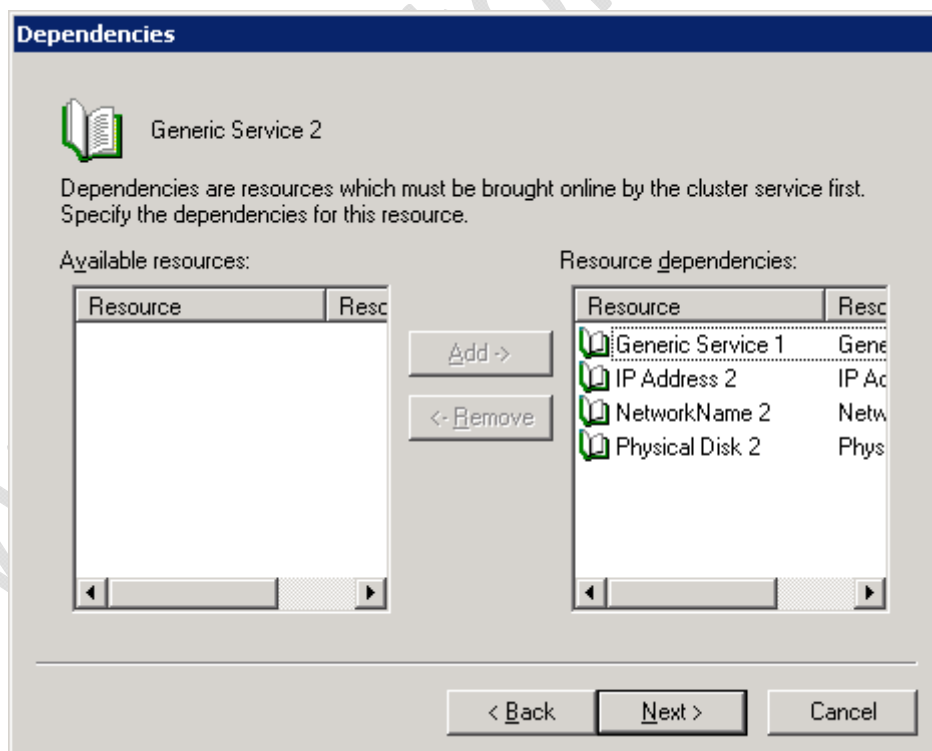 Dependencies
Generic Service 2
Dependencies are resources which must be brought online by the cluster service first.
Specify the dependencies for this resource.
Available resources:
Resource dependencies:
Resource Resc
Resource Resc
Add ->
<- Remove
Generic Service 1 Gene
IP Address 2 IP Ac
NetworkName 2 Netw
Physical Disk 2 Phys
< Back
Next >
Cancel